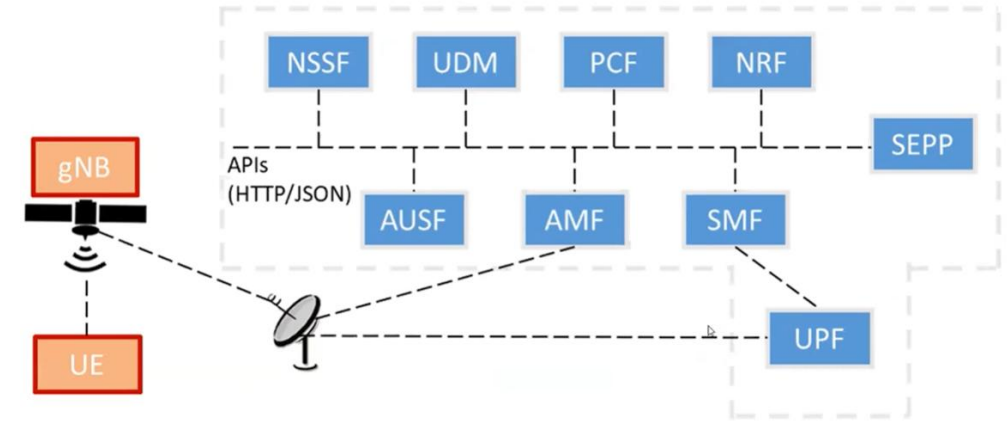 NSSF
UDM
PCF
NRF
SEPP
gNB
APIs
(HTTP/JSON)
AUSF
AMF
SMF
UPF
UE